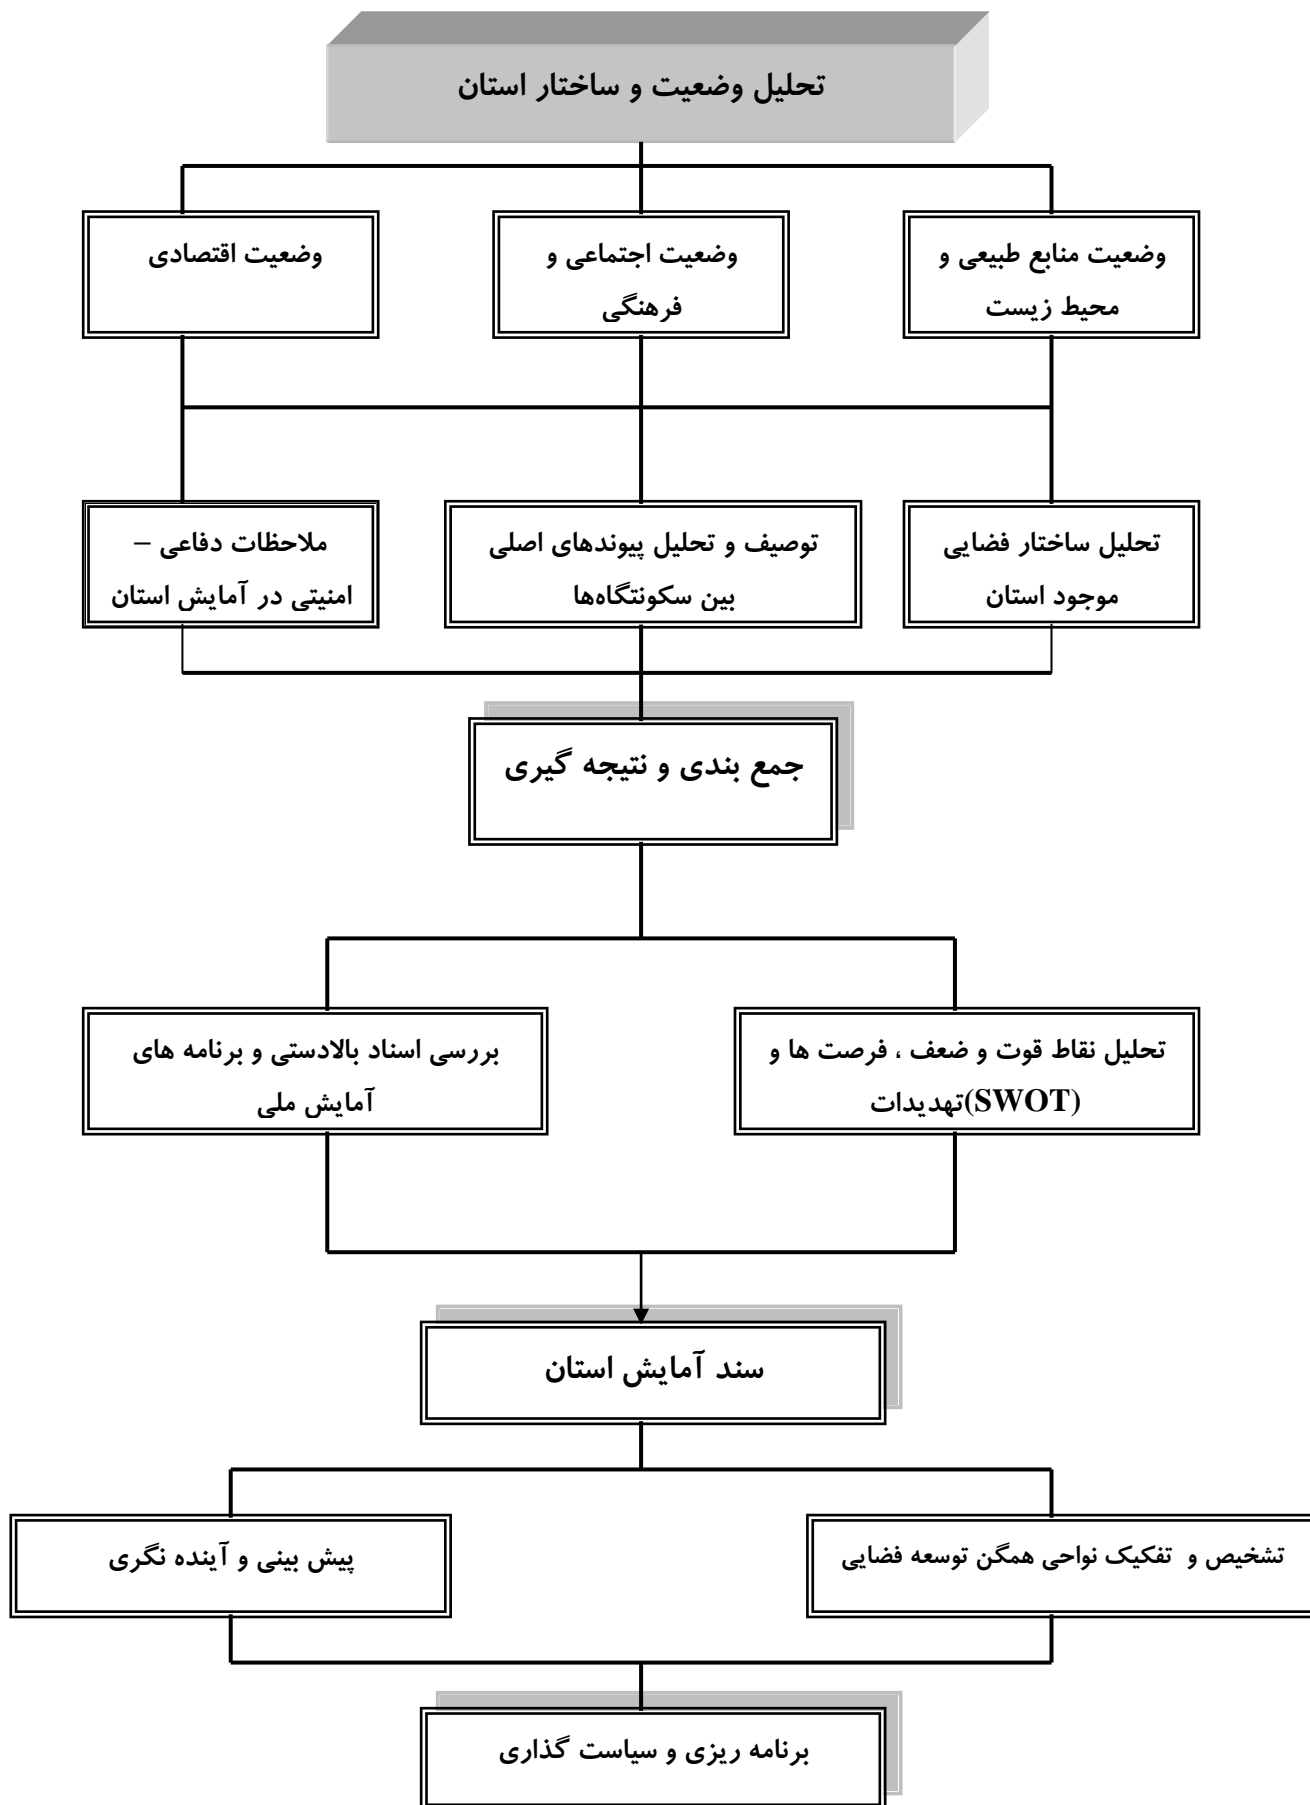 تحلیل وضعیت و ساختار استان
وضعیت منابع طبیعی و
محیط زیست
وضعیت اجتماعی و
فرهنگی
وضعیت اقتصادی
تحلیل ساختار فضایی
موجود استان
توصیف و تحلیل پیوندهای اصلی
بین سکونتگاه‌ها
ملاحظات دفاعی –
امنیتی در آمایش استان
جمع بندی و نتیجه گیری
تحلیل نقاط قوت و ضعف ، فرصت ها و
تهدیدات(SWOT)
بررسی اسناد بالادستی و برنامه های
آمایش ملی
سند آمایش استان
تشخیص و تفکیک نواحی همگن توسعه فضایی
پیش بینی و آینده نگری
برنامه ریزی و سیاست گذاری